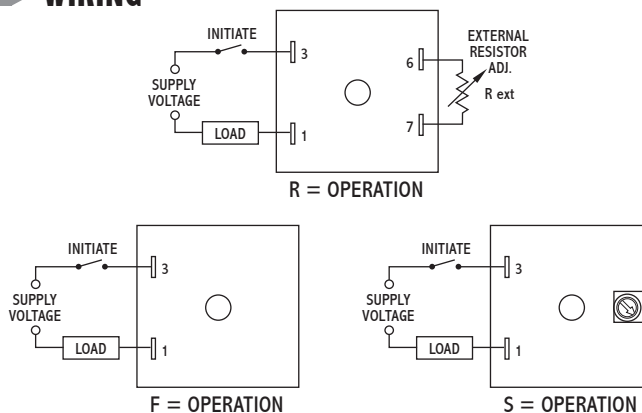 WIRING
INITIATE
3
SUPPLY
VOLTAGE
LOAD
1
6
7
EXTERNAL
RESISTOR
ADJ.
R ext
R = OPERATION
INITIATE
3
SUPPLY
VOLTAGE
LOAD
1
F = OPERATION
INITIATE
3
SUPPLY
VOLTAGE
LOAD
1
S = OPERATION